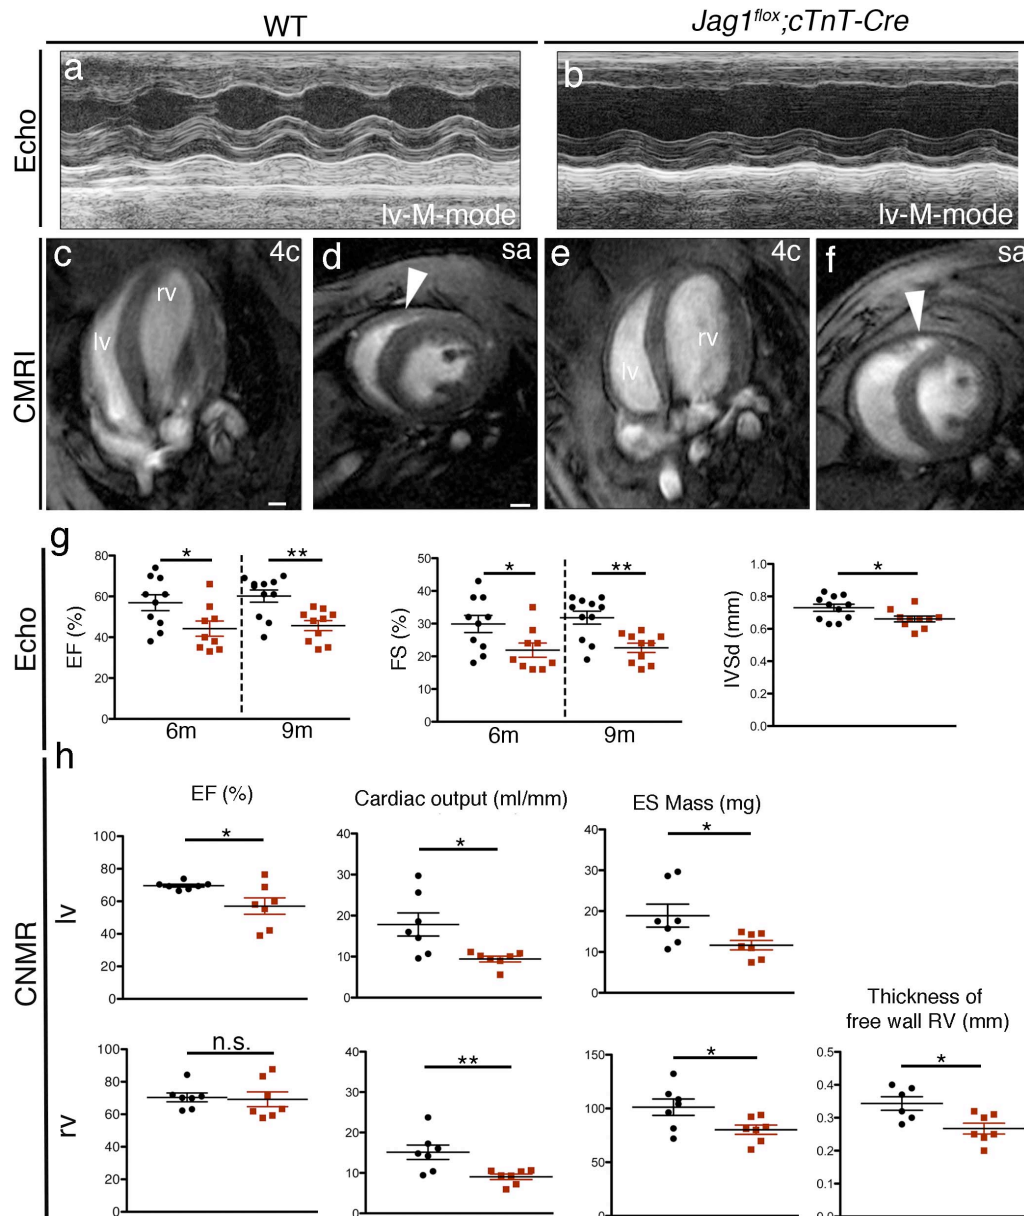 WT
Jag1flox;cTnT-Cre
Echo
a
lv-M-mode
b
lv-M-mode
CMRI
c
4c
rv
lv
d
sa
e
4c
rv
lv
f
sa
Echo
g
EF (%)
80
60
40
20
0
*
**
6m
9m
FS (%)
50
40
30
20
10
0
*
**
6m
9m
IVSd (mm)
1.0
0.8
0.6
0.4
0.2
0.0
*
CNMR
h
lv
EF (%)
100
80
60
40
20
0
*
Cardiac output (ml/mm)
40
30
20
10
0
*
ES Mass (mg)
40
30
20
10
0
*
rv
100
80
60
40
20
0
n.s.
40
30
20
10
0
**
150
100
50
*
Thickness of
free wall RV (mm)
0.5
0.4
0.3
0.2
0.1
0.0
*